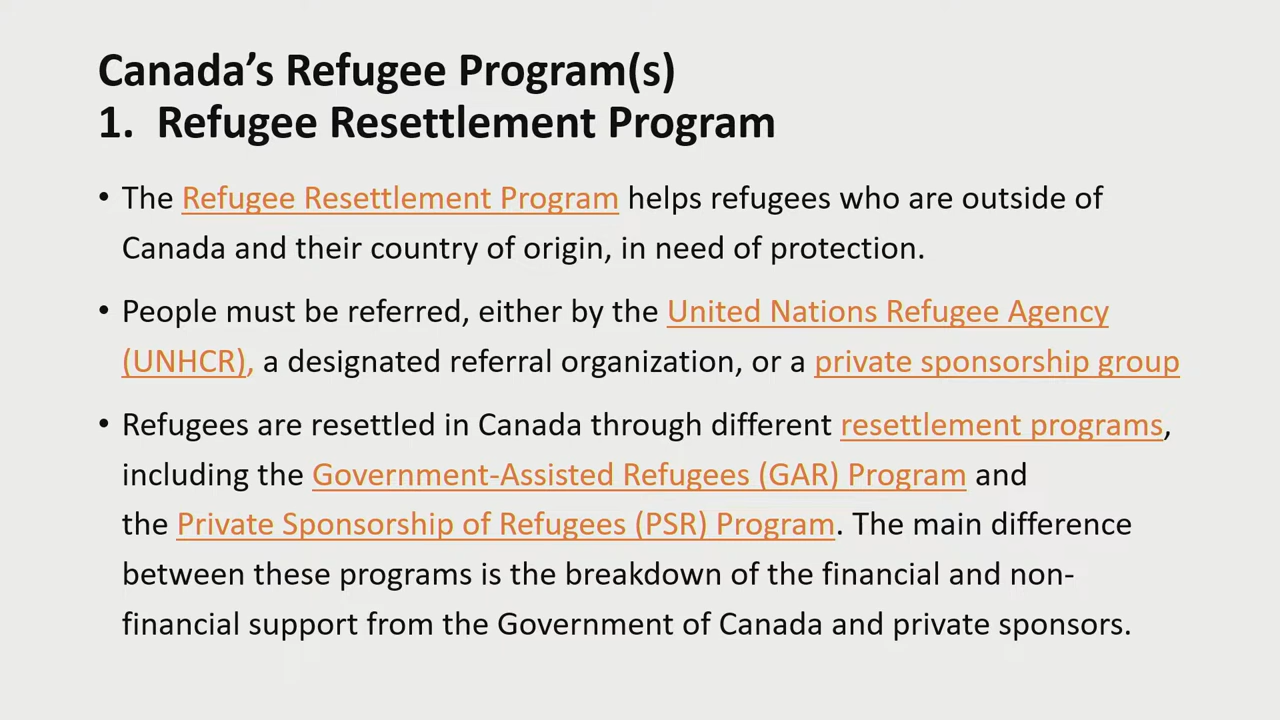 Canada’s Refugee Program(s)
1. Refugee Resettlement Program
• The Refugee Resettlement Program helps refugees who are outside of
Canada and their country of origin, in need of protection.
• People must be referred, either by the United Nations Refugee Agency
(UNHCR), a designated referral organization, or a private sponsorship group
• Refugees are resettled in Canada through different resettlement programs,
including the Government-Assisted Refugees (GAR) Program and
the Private Sponsorship of Refugees (PSR) Program. The main difference
between these programs is the breakdown of the financial and non-
financial support from the Government of Canada and private sponsors.